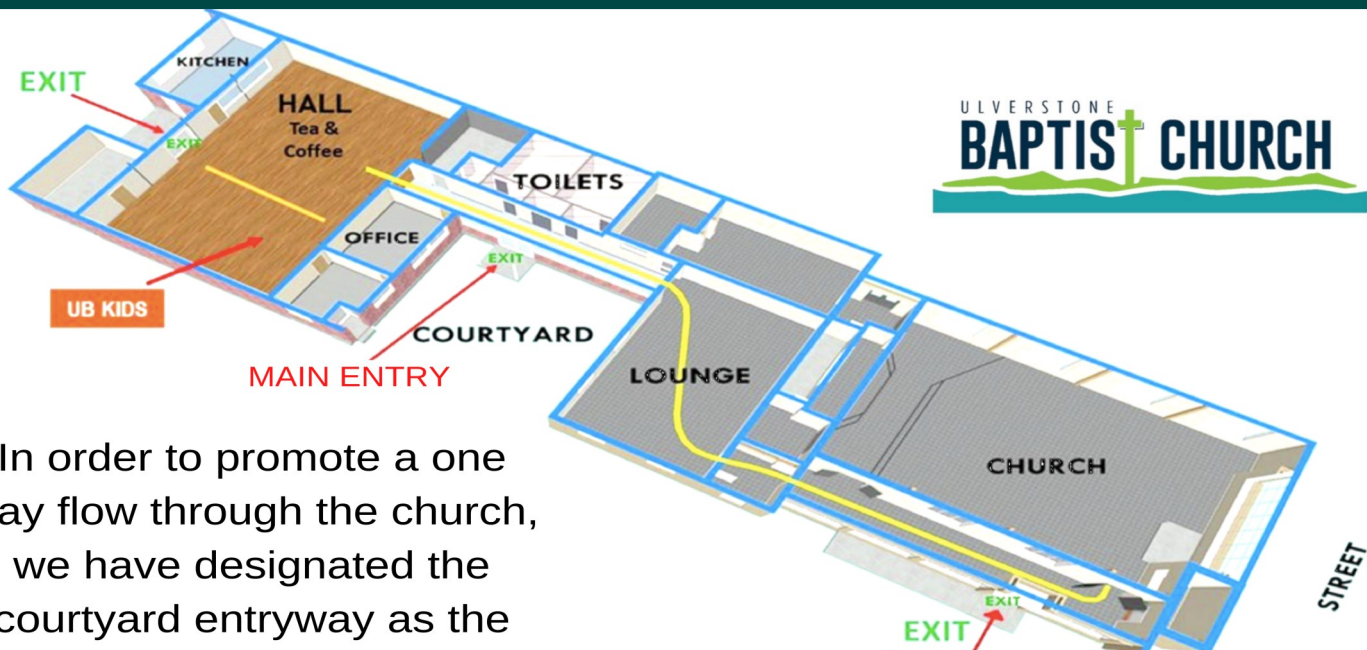 KITCHEN
EXIT
HALL
Tea &
Coffee
EXIT
ULVERSTONE
BAPTIST CHURCH
TOILETS
OFFICE
EXIT
UB KIDS
COURTYARD
MAIN ENTRY
LOUNGE
In order to promote a one
ay flow through the church,
we have designated the
courtyard entryway as the
CHURCH
STREET
EXIT
EXIT